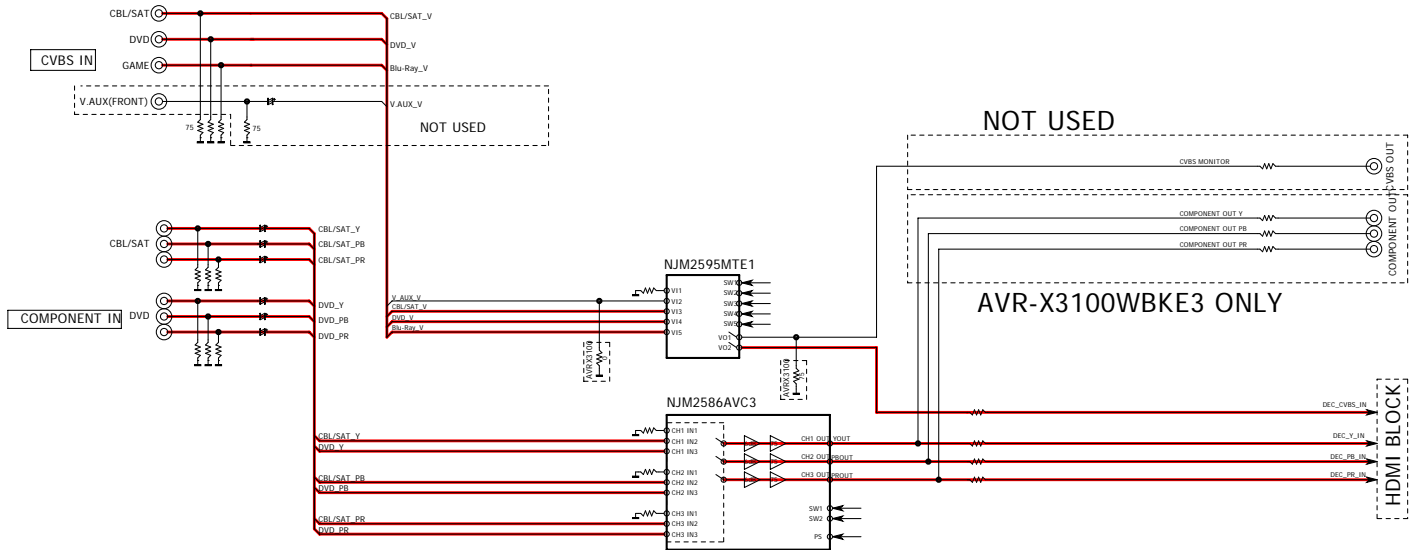 CBL/SAT
CBL/SAT_V
DVD
DVD_V
CVBS IN
GAME
Blu-Ray_V
V.AUX(FRONT)
V.AUX_V
75
75
NOT USED
NOT USED
CVBS MONITOR
CVBS OUT
COMPONENT OUT Y
COMPONENT OUT PB
COMPONENT OUT PR
COMPONENT OUT
AVR-X3100WBKE3 ONLY
CBL/SAT
CBL/SAT_Y
CBL/SAT_PB
CBL/SAT_PR
COMPONENT IN
DVD
DVD_Y
DVD_PB
DVD_PR
NJM2595MTE1
V_AUX_V
CBL/SAT_V
DVD_V
Blu-Ray_V
VI1
VI2
VI3
VI4
VI5
SW1
SW2
SW3
SW4
SW5
VO1
VO2
AVRX3100
0
AVRX3100
75
NJM2586AVC3
CBL/SAT_Y
DVD_Y
CBL/SAT_PB
DVD_PB
CBL/SAT_PR
DVD_PR
CH1 IN1
CH1 IN2
CH1 IN3
CH2 IN1
CH2 IN2
CH2 IN3
CH3 IN1
CH3 IN2
CH3 IN3
CH1 OUT YOUT
CH2 OUT PBOUT
CH3 OUT PROUT
SW1
SW2
PS
DEC_CVBS_IN
DEC_Y_IN
DEC_PB_IN
DEC_PR_IN
HDMI BLOCK